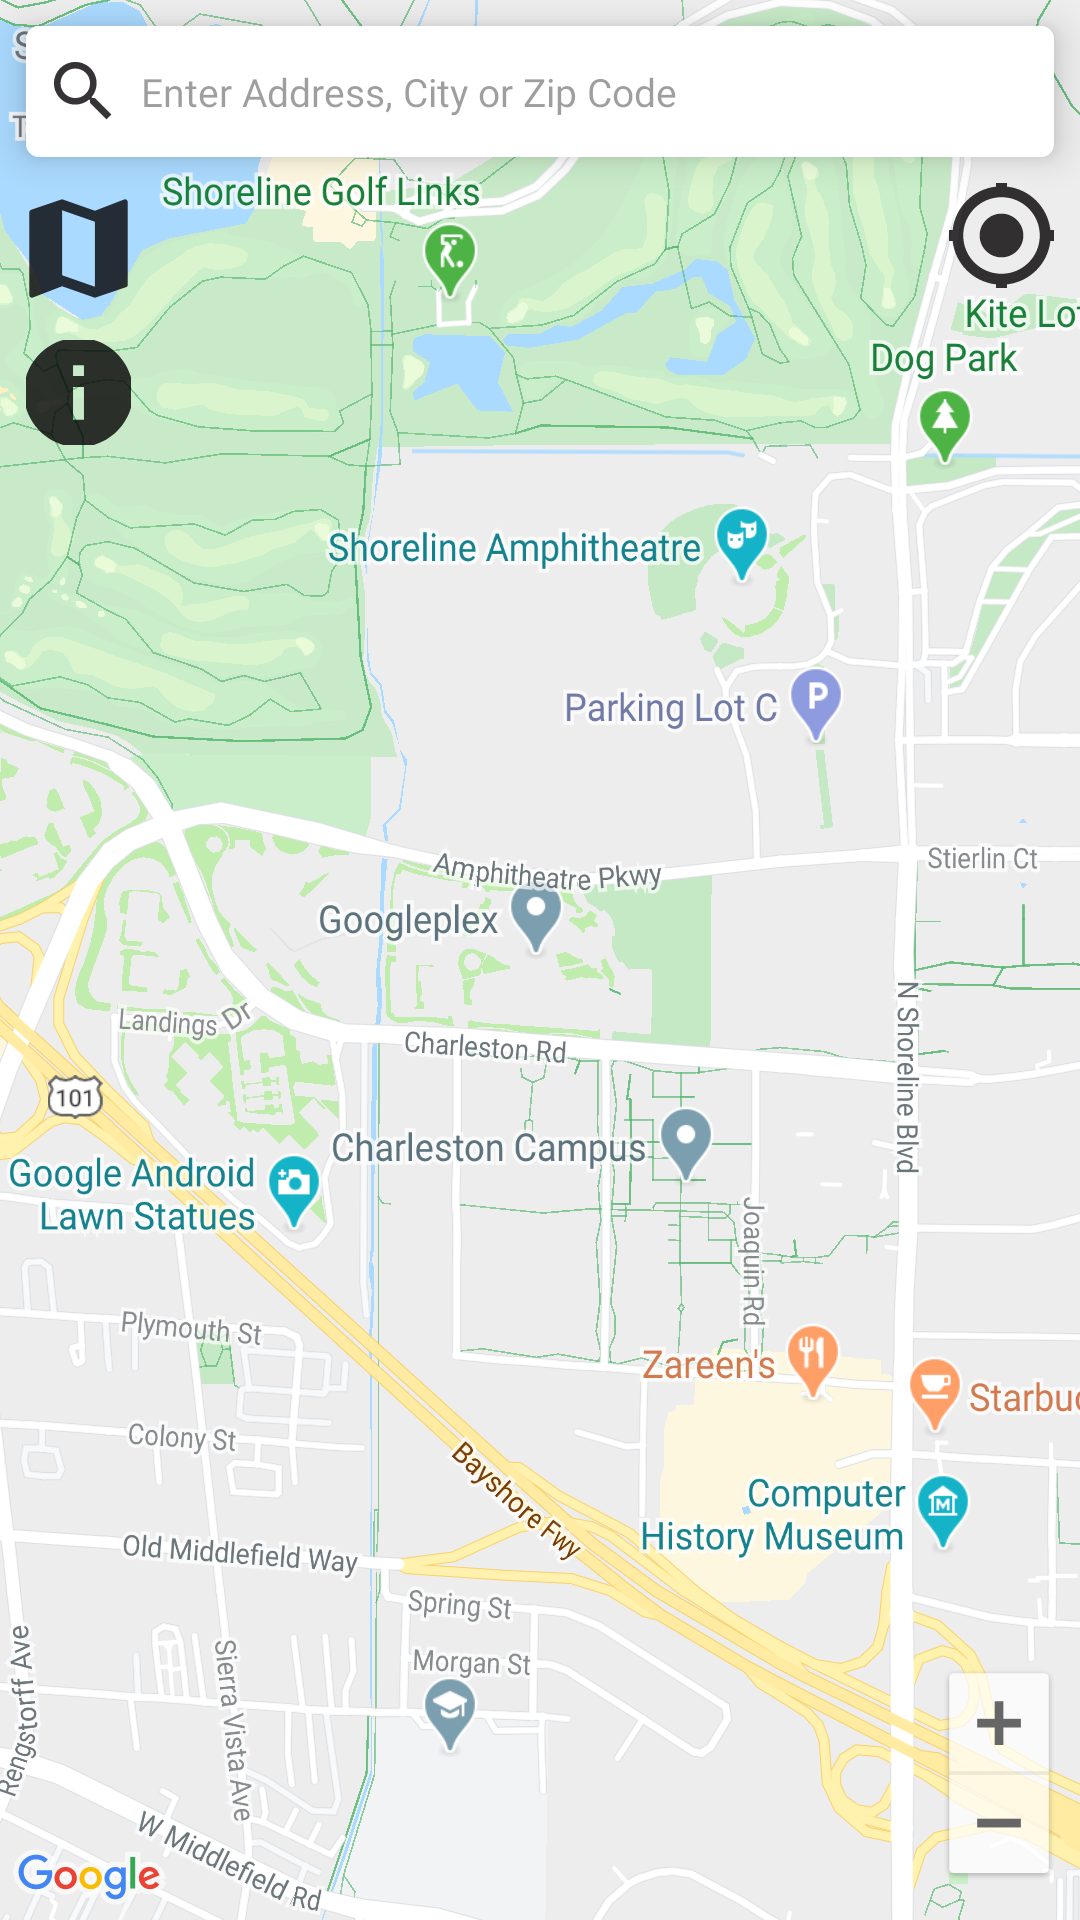 Enter Address, City or Zip Code
Shoreline Golf Links
Kite Lot
Dog Park
Shoreline Amphitheatre
P
Parking Lot C
Amphitheatre Pkwy
Stierlin Ct
Googleplex
N Shoreline Blvd
Landings Dr
Charleston Rd
101
Charleston Campus
Google Android
Lawn Statues
Joaquin Rd
Plymouth St
Zareen's
Starbuc
Colony St
Bayshore Fwy
Computer
History Museum
M
Old Middlefield Way
Spring St
Morgan St
Rengstorff Ave
Sierra Vista Ave
W Middlefield Rd
Google